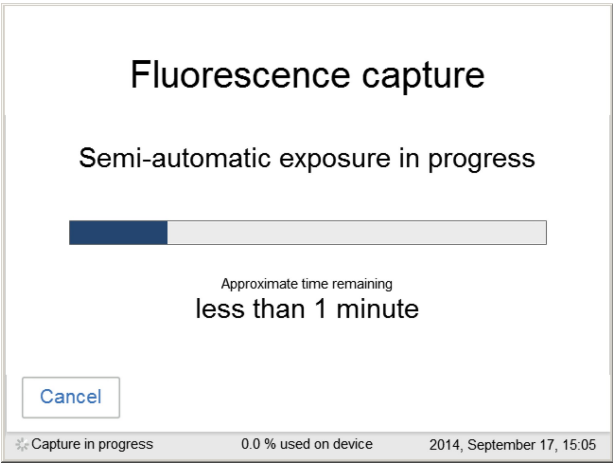 Fluorescence capture
Semi-automatic exposure in progress
Approximate time remaining
less than 1 minute
Cancel
Capture in progress
0.0 % used on device
2014, September 17, 15:05